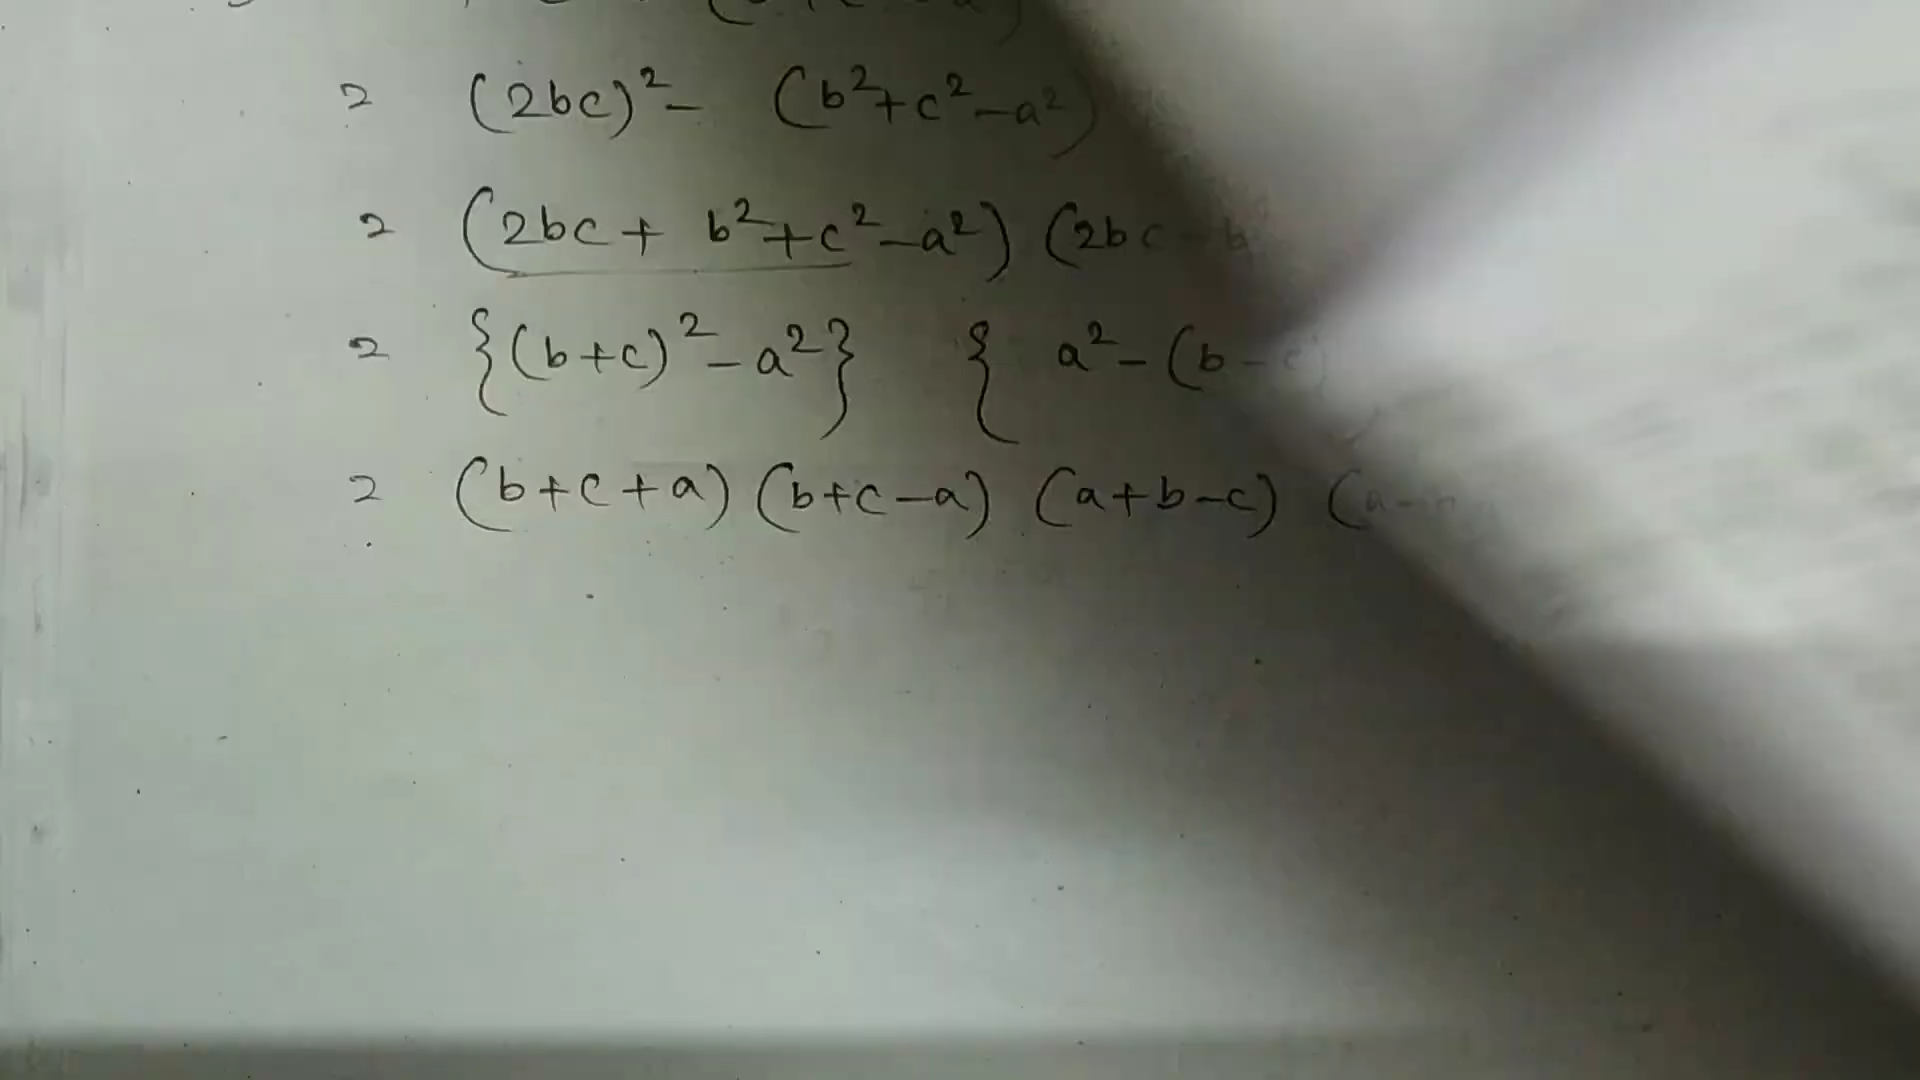 = (2bc)² - (b²+c²-a²)
= (2bc + b²+c²-a²) (2bc - b
= {(b+c)² - a²} { a² - (b-c)
= (b+c+a) (b+c-a) (a+b-c) (a-